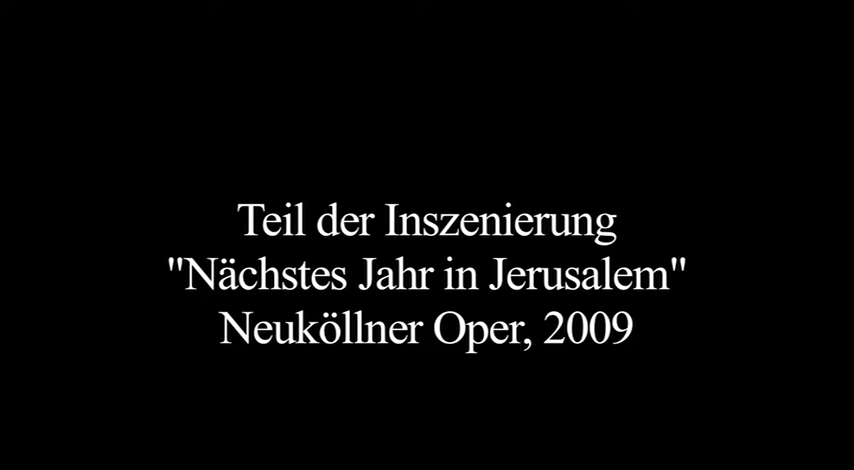 Teil der Inszenierung
"Nächstes Jahr in Jerusalem"
Neuköllner Oper, 2009